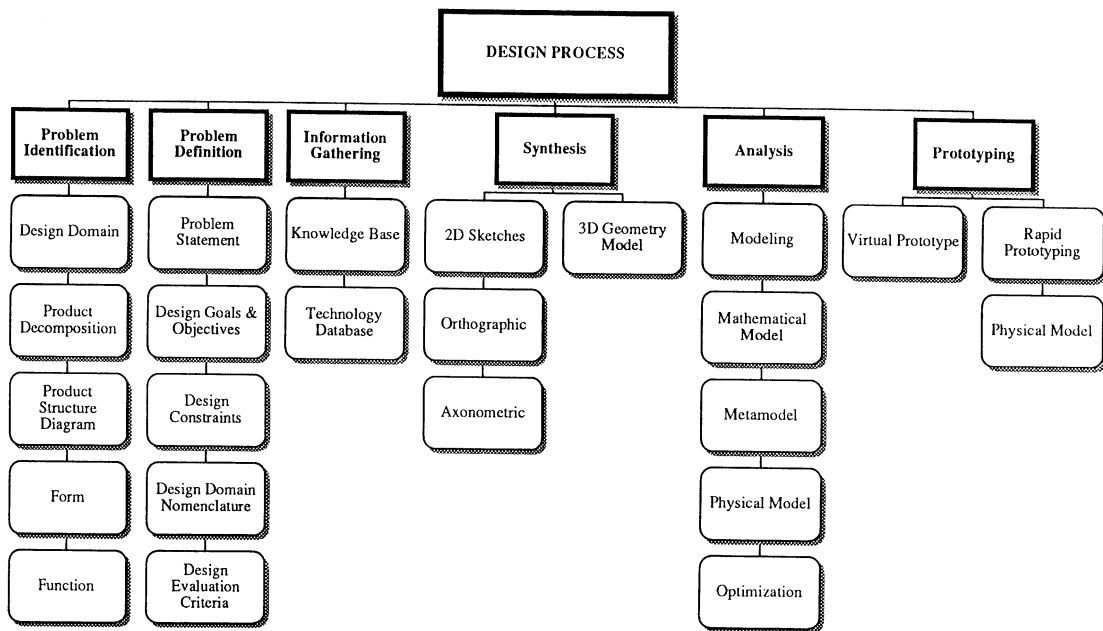 DESIGN PROCESS
Problem
Identification
Problem
Definition
Information
Gathering
Synthesis
Analysis
Prototyping
Design Domain
Product
Decomposition
Product
Structure
Diagram
Form
Function
Problem
Statement
Design Goals &
Objectives
Design
Constraints
Design Domain
Nomenclature
Design
Evaluation
Criteria
Knowledge Base
Technology
Database
2D Sketches
Orthographic
Axonometric
3D Geometry
Model
Modeling
Mathematical
Model
Metamodel
Physical Model
Optimization
Virtual Prototype
Rapid
Prototyping
Physical Model